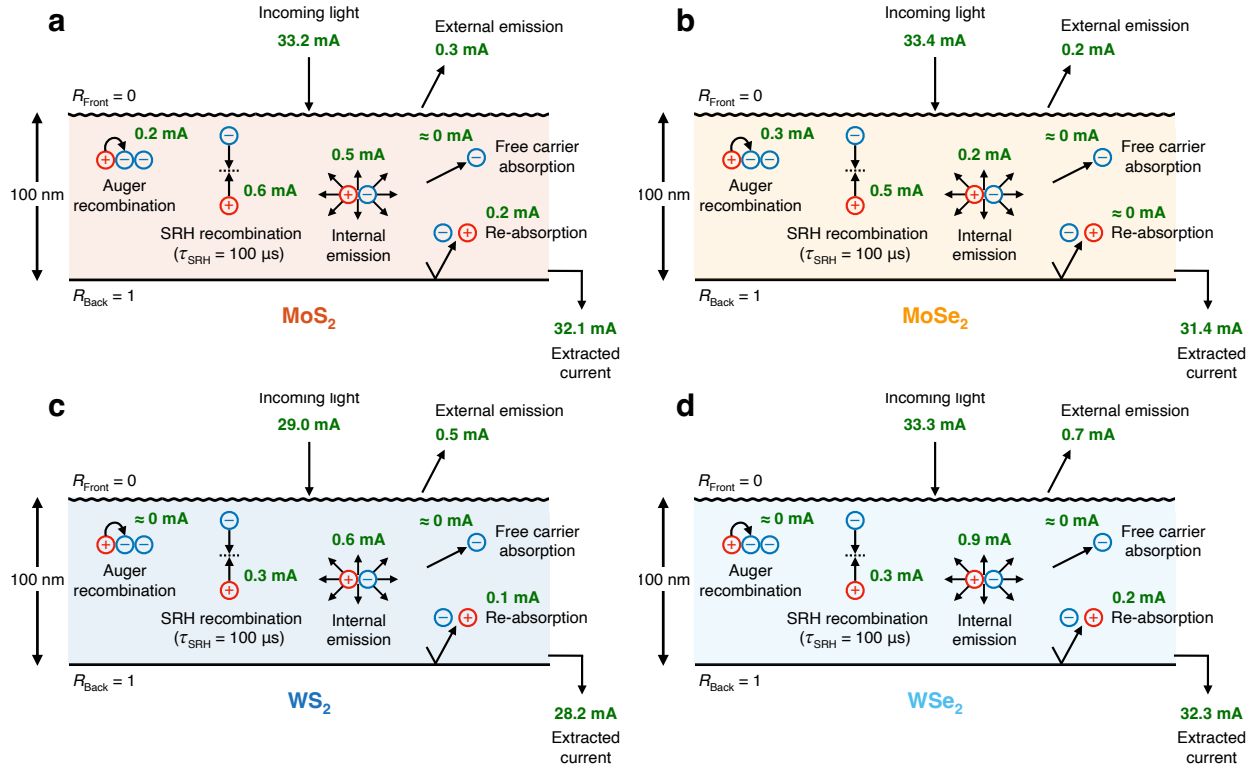 a
Incoming light
33.2 mA
External emission
0.3 mA
R_Front = 0
100 nm
0.2 mA
Auger
recombination
0.6 mA
SRH recombination
(τ_SRH = 100 µs)
0.5 mA
Internal
emission
≈ 0 mA
Free carrier
absorption
0.2 mA
Re-absorption
R_Back = 1
MoS₂
32.1 mA
Extracted
current
b
Incoming light
33.4 mA
External emission
0.2 mA
R_Front = 0
100 nm
0.3 mA
Auger
recombination
0.5 mA
SRH recombination
(τ_SRH = 100 µs)
0.2 mA
Internal
emission
≈ 0 mA
Free carrier
absorption
≈ 0 mA
Re-absorption
R_Back = 1
MoSe₂
31.4 mA
Extracted
current
c
Incoming light
29.0 mA
External emission
0.5 mA
R_Front = 0
100 nm
≈ 0 mA
Auger
recombination
0.3 mA
SRH recombination
(τ_SRH = 100 µs)
0.6 mA
Internal
emission
≈ 0 mA
Free carrier
absorption
0.1 mA
Re-absorption
R_Back = 1
WS₂
28.2 mA
Extracted
current
d
Incoming light
33.3 mA
External emission
0.7 mA
R_Front = 0
100 nm
≈ 0 mA
Auger
recombination
0.3 mA
SRH recombination
(τ_SRH = 100 µs)
0.9 mA
Internal
emission
≈ 0 mA
Free carrier
absorption
0.2 mA
Re-absorption
R_Back = 1
WSe₂
32.3 mA
Extracted
current